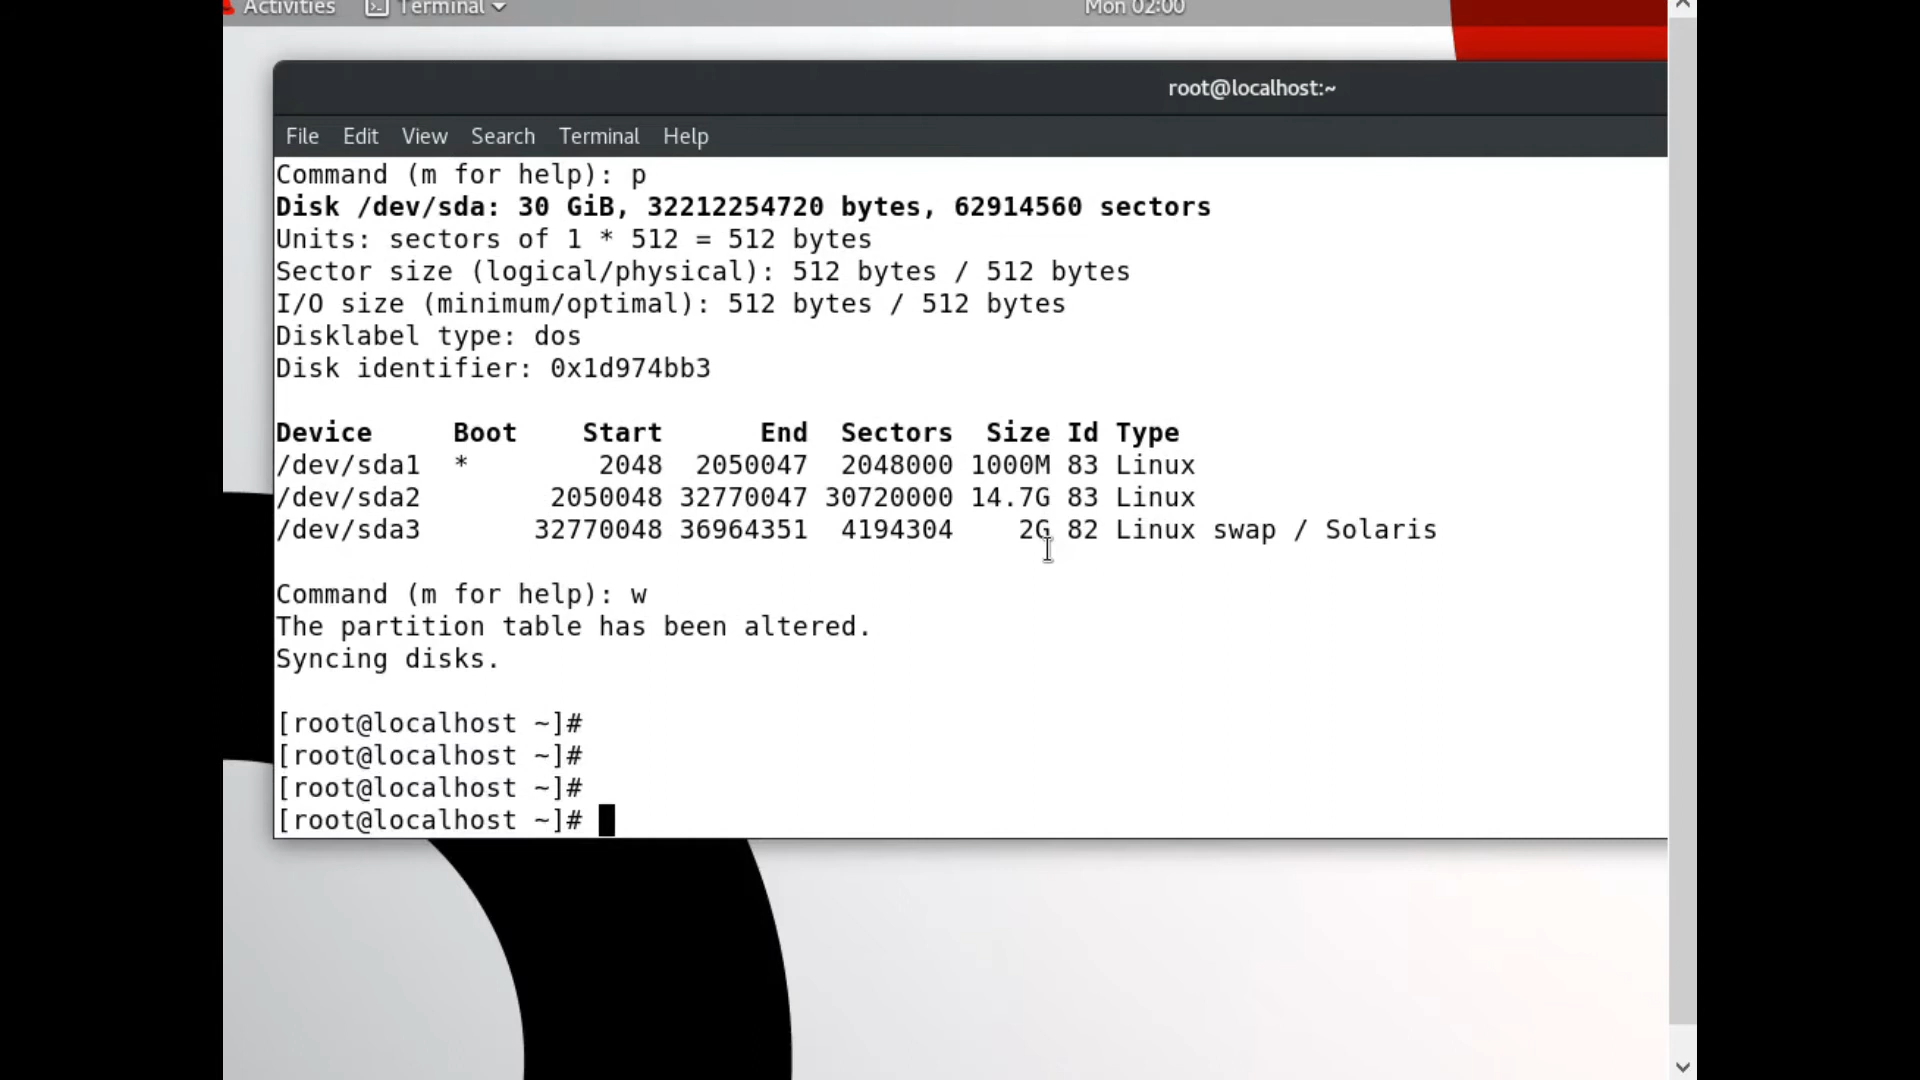 Activities Terminal Mon 02:00
root@localhost:~
File Edit View Search Terminal Help
Command (m for help): p
Disk /dev/sda: 30 GiB, 32212254720 bytes, 62914560 sectors
Units: sectors of 1 * 512 = 512 bytes
Sector size (logical/physical): 512 bytes / 512 bytes
I/O size (minimum/optimal): 512 bytes / 512 bytes
Disklabel type: dos
Disk identifier: 0x1d974bb3
Device Boot Start End Sectors Size Id Type
/dev/sda1 * 2048 2050047 2048000 1000M 83 Linux
/dev/sda2 2050048 32770047 30720000 14.7G 83 Linux
/dev/sda3 32770048 36964351 4194304 2G 82 Linux swap / Solaris
Command (m for help): w
The partition table has been altered.
Syncing disks.
[root@localhost ~]#
[root@localhost ~]#
[root@localhost ~]#
[root@localhost ~]#